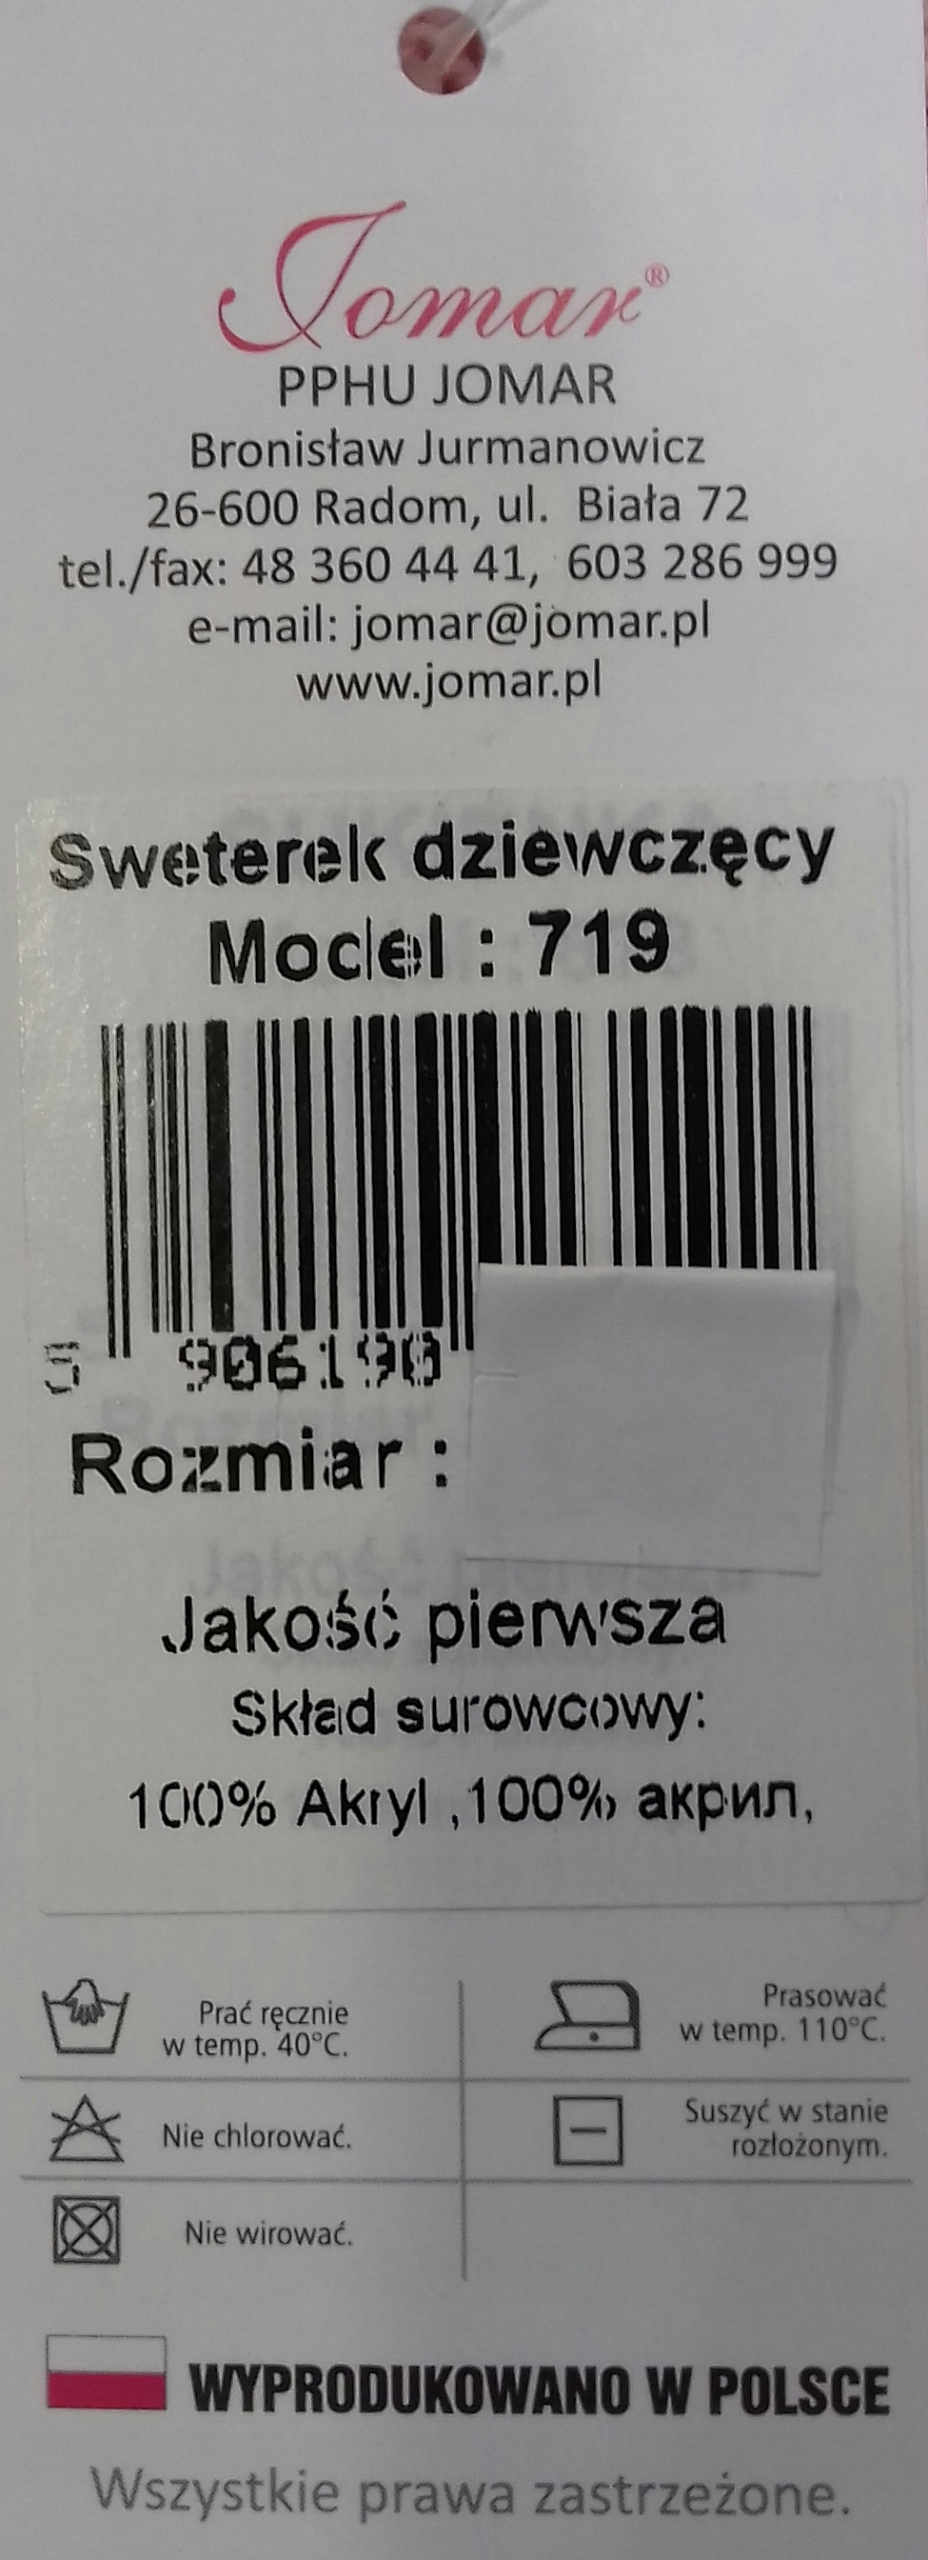 Jomar®
PPHU JOMAR
Bronisław Jurmanowicz
26-600 Radom, ul. Biała 72
tel./fax: 48 360 44 41, 603 286 999
e-mail: jomar@jomar.pl
www.jomar.pl
Sweterek dziewczęcy
Model : 719
5 906190
Rozmiar :
Jakość pierwsza
Skład surowcowy:
100% Akryl ,100% акрил,
Prać ręcznie
w temp. 40°C.
Prasować
w temp. 110°C.
Nie chlorować.
Suszyć w stanie
rozłożonym.
Nie wirować.
WYPRODUKOWANO W POLSCE
Wszystkie prawa zastrzeżone.